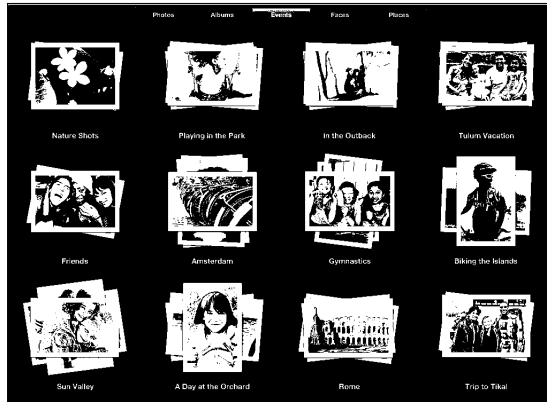 Photos Albums Events Faces Places
Nature Shots Playing in the Park in the Outback Tulum Vacation
Friends Amsterdam Gymnastics Biking the Islands
Sun Valley A Day at the Orchard Rome Trip to Tikal